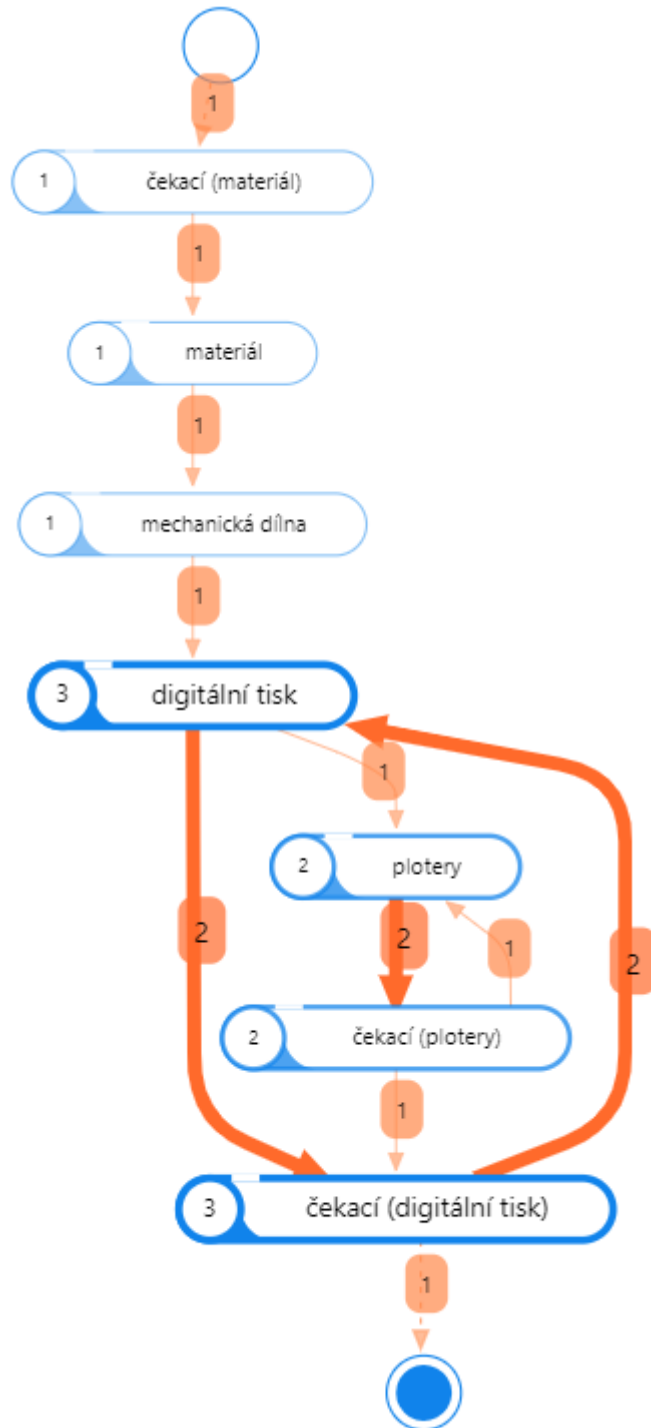 1
1 čekací (materiál)
1
1 materiál
1
1 mechanická dílna
1
3 digitální tisk
1
2 plotery
2 2 1 2
2 čekací (plotery)
1
3 čekací (digitální tisk)
1